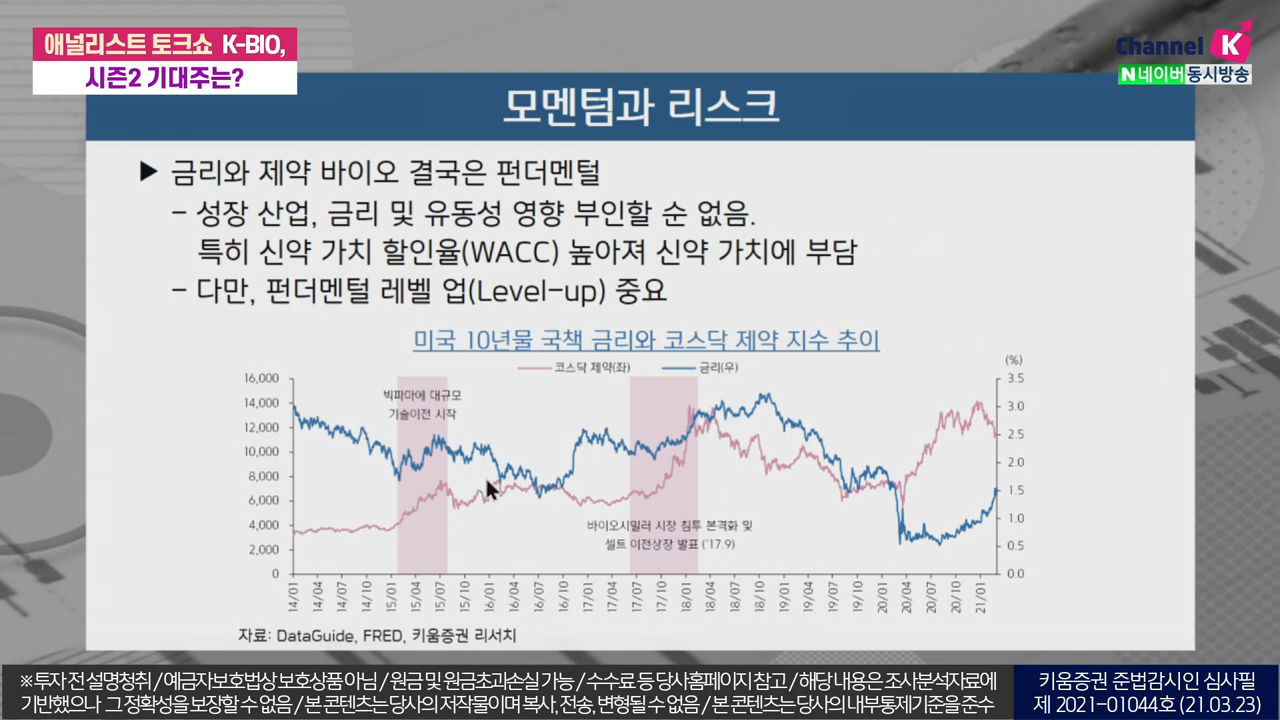 애널리스트 토크쇼 K-BIO,
시즌2 기대주는?
Channel K
N 네이버 동시방송
모멘텀과 리스크
▶ 금리와 제약 바이오 결국은 펀더멘털
- 성장 산업, 금리 및 유동성 영향 부인할 순 없음.
특히 신약 가치 할인율(WACC) 높아져 신약 가치에 부담
- 다만, 펀더멘털 레벨 업(Level-up) 중요
미국 10년물 국책 금리와 코스닥 제약 지수 추이
코스닥 제약(좌) 금리(우)
(%)
16,000
14,000
12,000
10,000
8,000
6,000
4,000
2,000
0
빅파마에 대규모
기술이전 시작
바이오시밀러 시장 침투 본격화 및
셀트 이전상장 발표 ('17.9)
3.5
3.0
2.5
2.0
1.5
1.0
0.5
0.0
14/01 14/04 14/07 14/10 15/01 15/04 15/07 15/10 16/01 16/04 16/07 16/10 17/01 17/04 17/07 17/10 18/01 18/04 18/07 18/10 19/01 19/04 19/07 19/10 20/01 20/04 20/07 20/10 21/01
자료: DataGuide, FRED, 키움증권 리서치
※ 투자 전 설명청취 / 예금자보호법상 보호상품 아님 / 원금 및 원금초과손실 가능 / 수수료 등 당사홈페이지 참고 / 해당 내용은 조사분석자료에
기반했으나 그 정확성을 보장할 수 없음 / 본 콘텐츠는 당사의 저작물이며 복사, 전송, 변형될 수 없음 / 본 콘텐츠는 당사의 내부통제기준을 준수
키움증권 준법감시인 심사필
제 2021-01044호 (21.03.23)